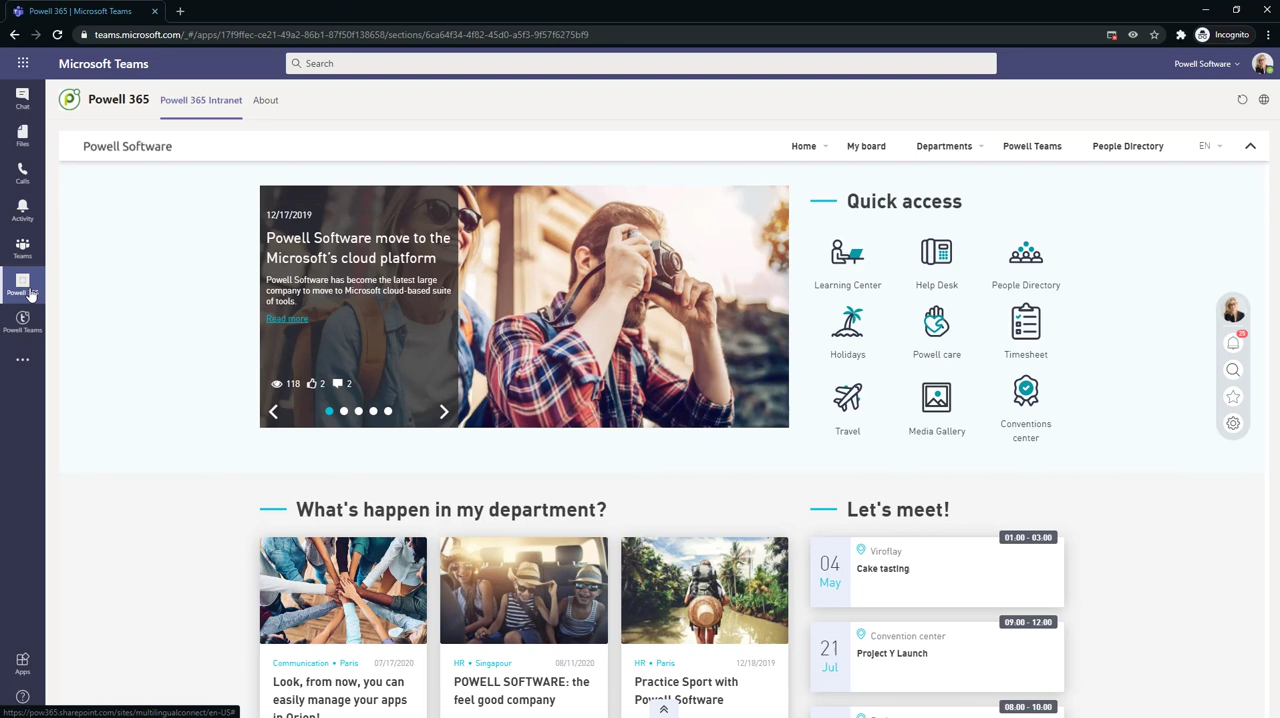 Powell 365 | Microsoft Teams
teams.microsoft.com/_#/apps/17f9ffec-ce21-49a2-86b1-87f50f138658/sections/6ca64f34-4f82-45d0-a5f3-9f57f6275bf9
Incognito
Microsoft Teams
Search
Powell Software
Chat
Files
Calls
Activity
Teams
Powell
Powell Teams
Apps
Powell 365
Powell 365 Intranet
About
Powell Software
Home
My board
Departments
Powell Teams
People Directory
EN
12/17/2019
Powell Software move to the
Microsoft's cloud platform
Powell Software has become the latest large
company to move to Microsoft cloud-based suite
of tools.
Read more
118
2
2
Quick access
Learning Center
Help Desk
People Directory
Holidays
Powell care
Timesheet
Travel
Media Gallery
Conventions
center
What's happen in my department?
Communication • Paris
07/17/2020
Look, from now, you can
easily manage your apps
in Orion!
HR • Singapour
08/11/2020
POWELL SOFTWARE: the
feel good company
HR • Paris
12/18/2019
Practice Sport with
Powell Software
Let's meet!
01:00 - 03:00
04
May
Viroflay
Cake tasting
09:00 - 12:00
21
Jul
Convention center
Project Y Launch
08:00 - 10:00
https://pow365.sharepoint.com/sites/multilingualconnect/en-US#